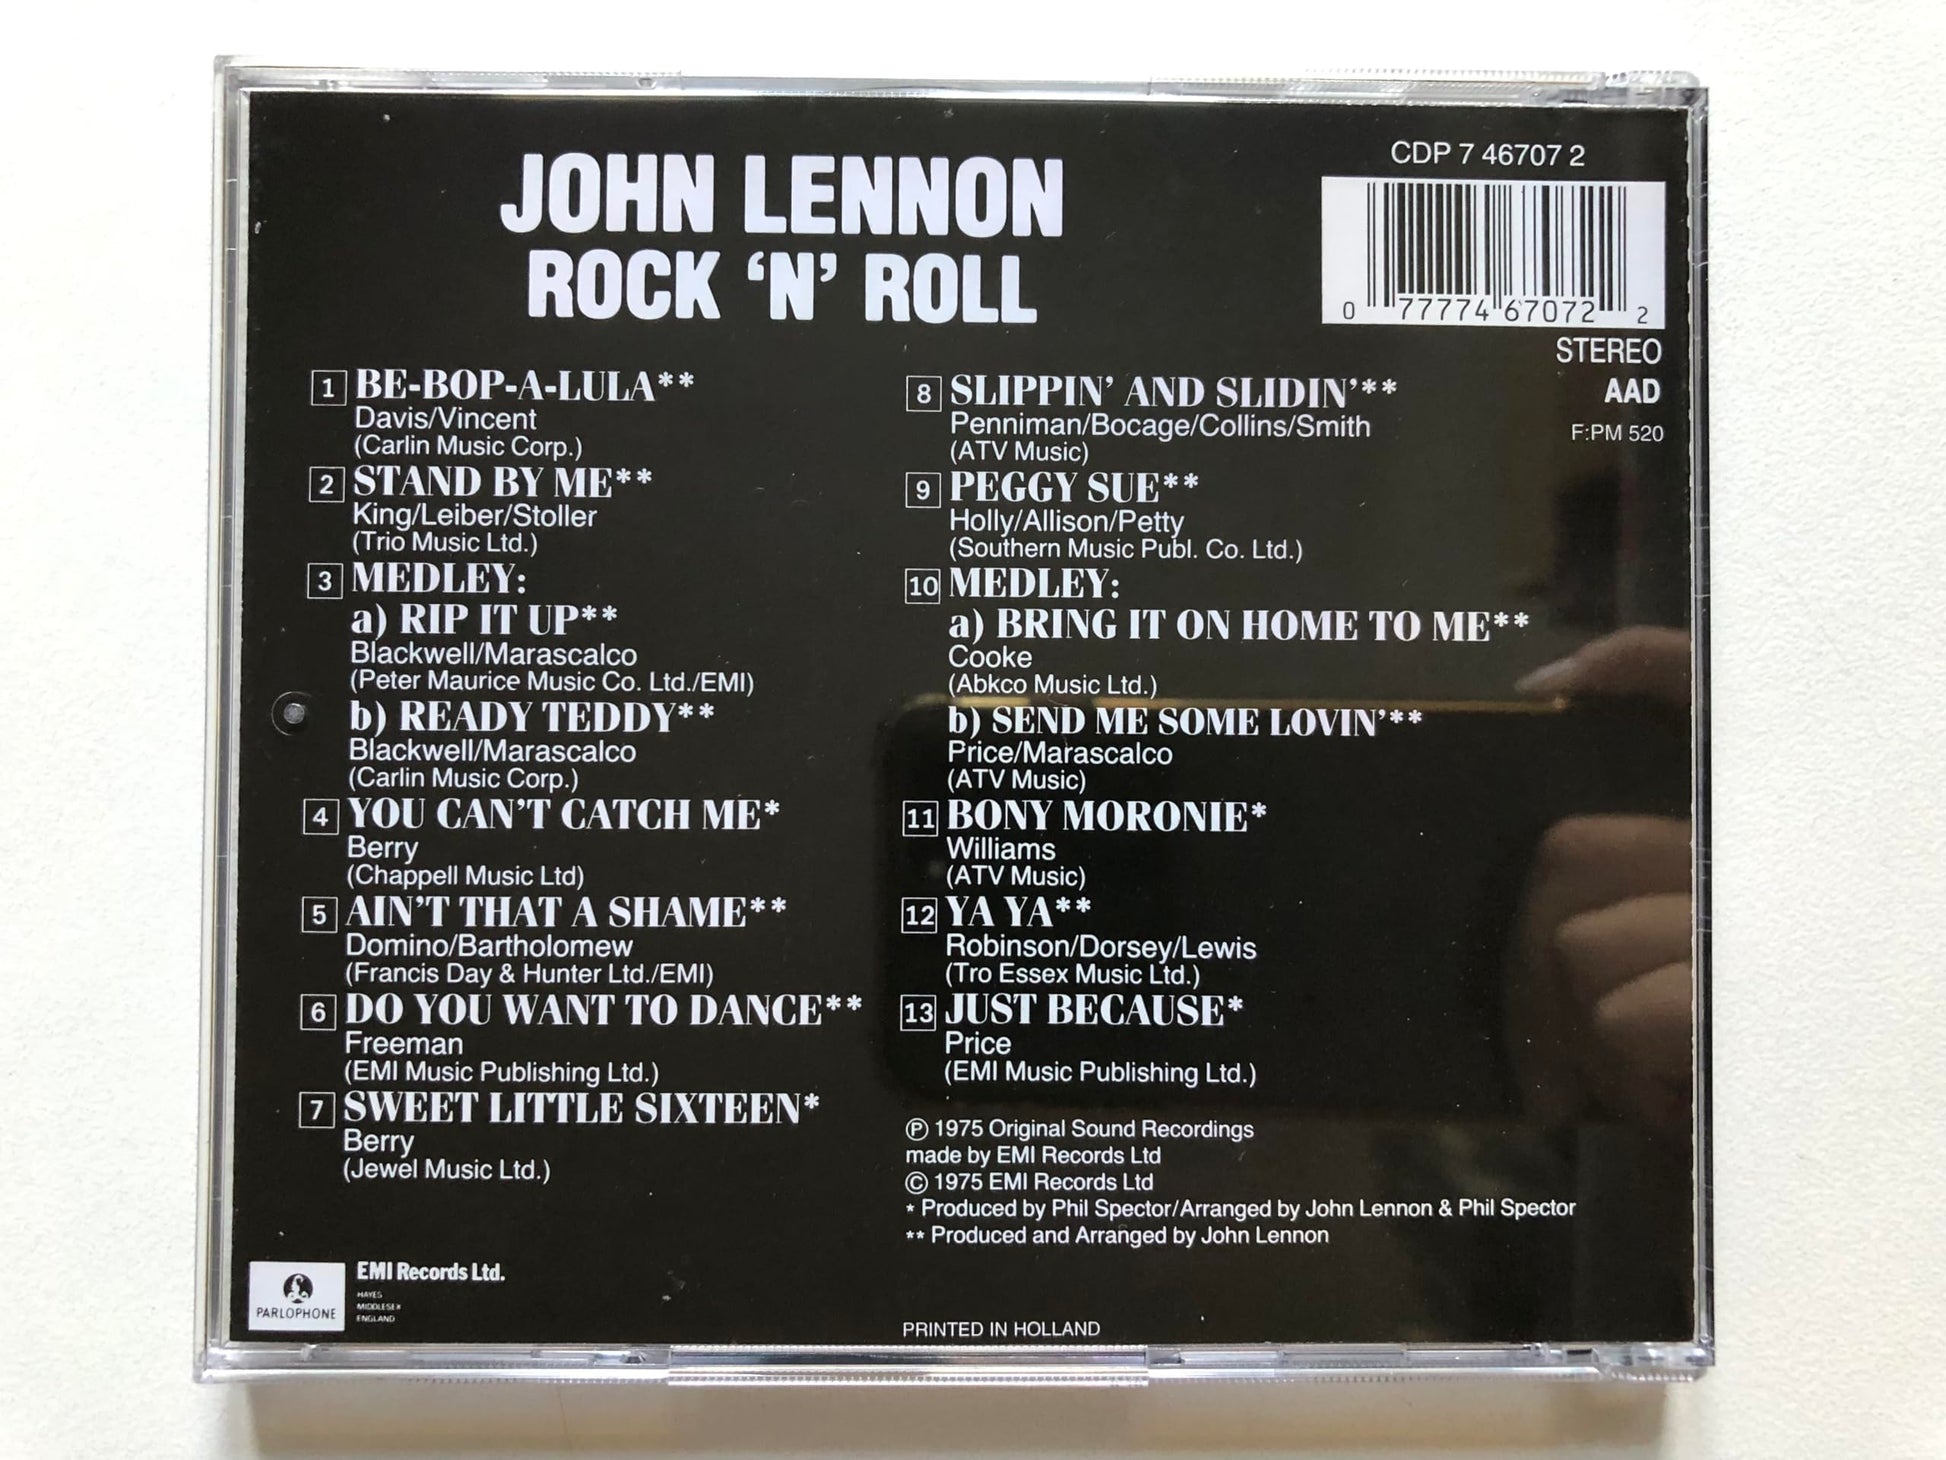 JOHN LENNON
ROCK ‘N’ ROLL
CDP 7 46707 2
0 77774 67072 2
STEREO
AAD
F:PM 520
1 BE-BOP-A-LULA**
Davis/Vincent
(Carlin Music Corp.)
2 STAND BY ME**
King/Leiber/Stoller
(Trio Music Ltd.)
3 MEDLEY:
a) RIP IT UP**
Blackwell/Marascalco
(Peter Maurice Music Co. Ltd./EMI)
b) READY TEDDY**
Blackwell/Marascalco
(Carlin Music Corp.)
4 YOU CAN’T CATCH ME*
Berry
(Chappell Music Ltd)
5 AIN’T THAT A SHAME**
Domino/Bartholomew
(Francis Day & Hunter Ltd./EMI)
6 DO YOU WANT TO DANCE**
Freeman
(EMI Music Publishing Ltd.)
7 SWEET LITTLE SIXTEEN*
Berry
(Jewel Music Ltd.)
8 SLIPPIN’ AND SLIDIN’**
Penniman/Bocage/Collins/Smith
(ATV Music)
9 PEGGY SUE**
Holly/Allison/Petty
(Southern Music Publ. Co. Ltd.)
10 MEDLEY:
a) BRING IT ON HOME TO ME**
Cooke
(Abkco Music Ltd.)
b) SEND ME SOME LOVIN’**
Price/Marascalco
(ATV Music)
11 BONY MORONIE*
Williams
(ATV Music)
12 YA YA**
Robinson/Dorsey/Lewis
(Tro Essex Music Ltd.)
13 JUST BECAUSE*
Price
(EMI Music Publishing Ltd.)
℗ 1975 Original Sound Recordings
made by EMI Records Ltd
© 1975 EMI Records Ltd
* Produced by Phil Spector/Arranged by John Lennon & Phil Spector
** Produced and Arranged by John Lennon
PARLOPHONE
EMI Records Ltd.
HAYES
MIDDLESEX
ENGLAND
PRINTED IN HOLLAND